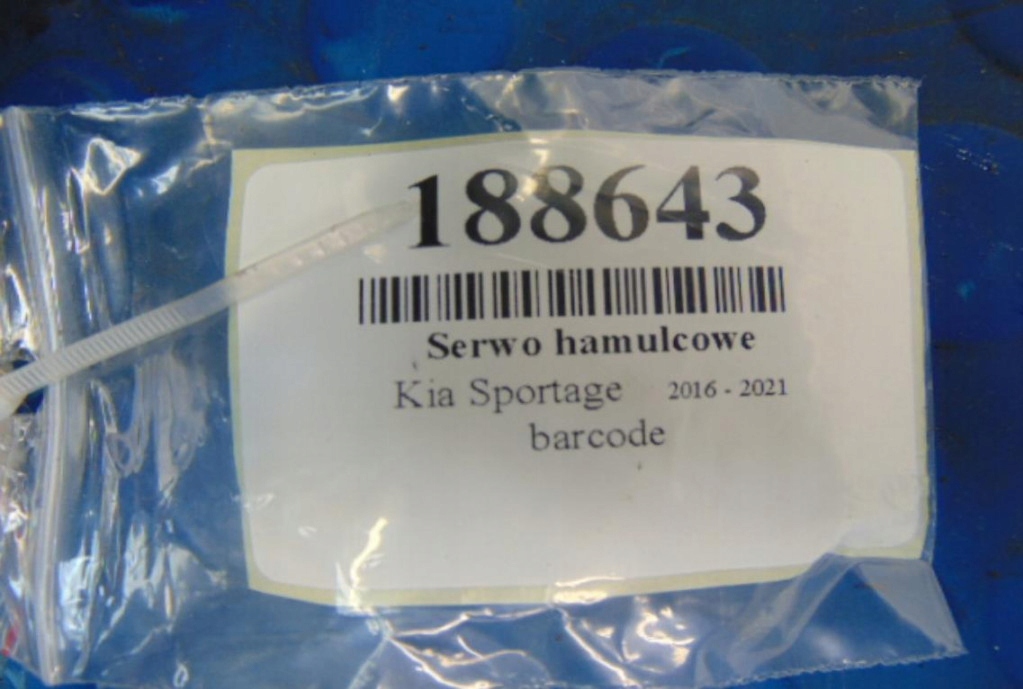 188643
Serwo hamulcowe
Kia Sportage 2016 - 2021
barcode